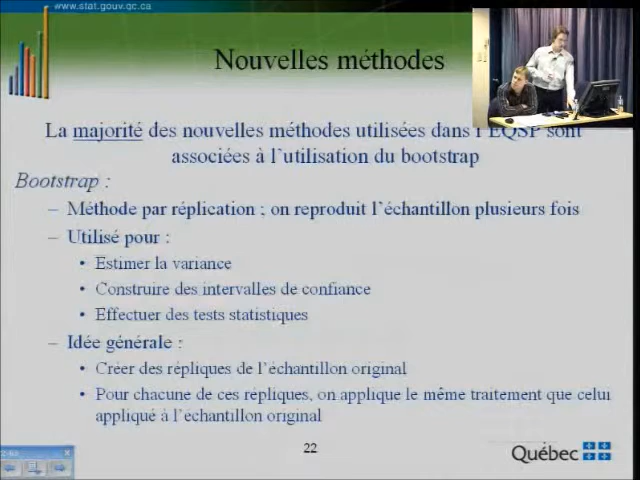 www.stat.gouv.qc.ca
Nouvelles méthodes
La majorité des nouvelles méthodes utilisées dans l'EQSP sont
associées à l'utilisation du bootstrap
Bootstrap :
– Méthode par réplication ; on reproduit l'échantillon plusieurs fois
– Utilisé pour :
• Estimer la variance
• Construire des intervalles de confiance
• Effectuer des tests statistiques
– Idée générale :
• Créer des répliques de l'échantillon original
• Pour chacune de ces répliques, on applique le même traitement que celui
appliqué à l'échantillon original
22
Québec